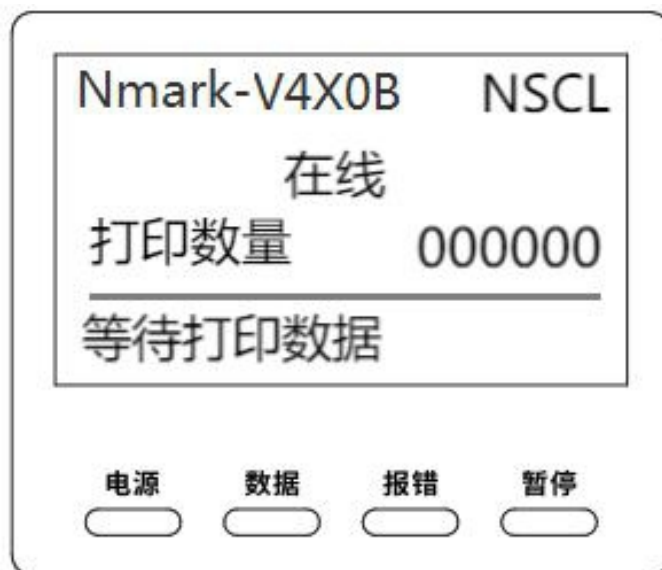 Nmark-V4X0B NSCL
在线
打印数量 000000
等待打印数据
电源 数据 报错 暂停